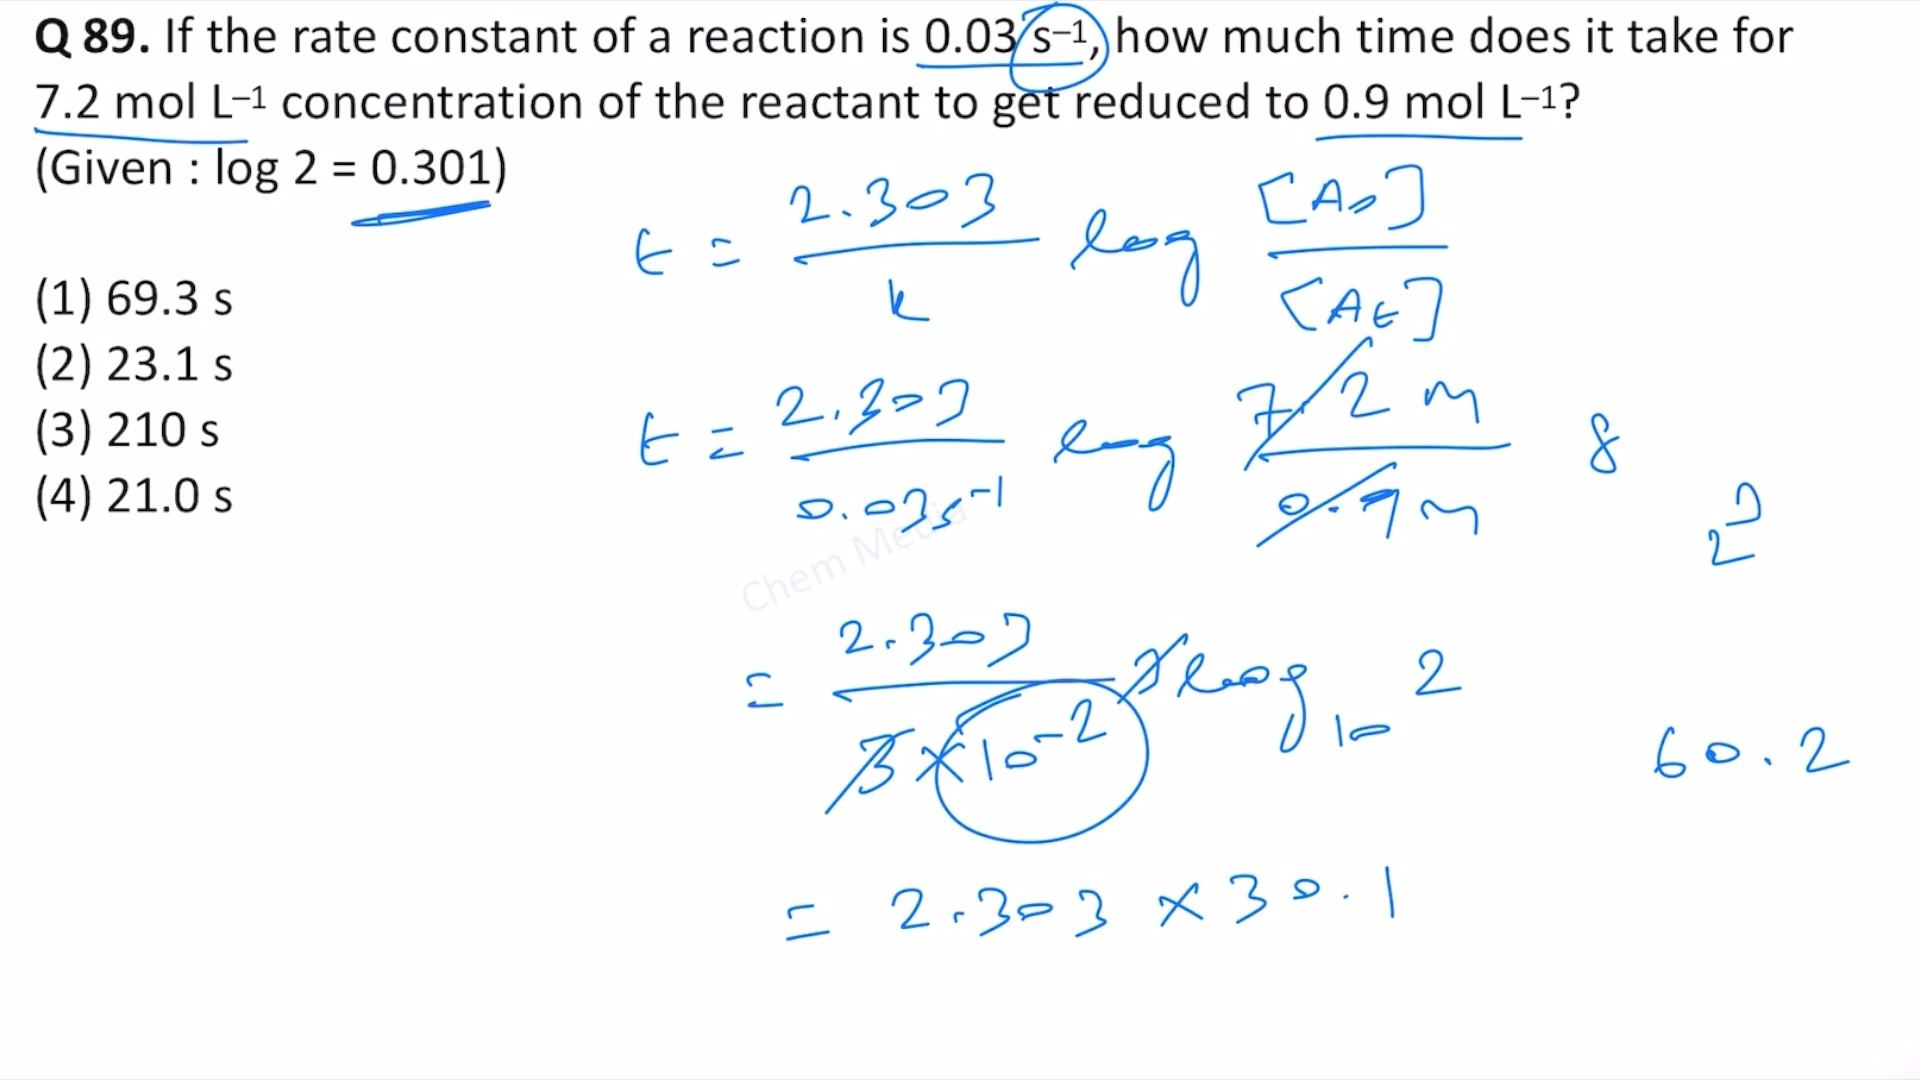 Q 89. If the rate constant of a reaction is 0.03 s⁻¹, how much time does it take for
7.2 mol L⁻¹ concentration of the reactant to get reduced to 0.9 mol L⁻¹?
(Given : log 2 = 0.301)
(1) 69.3 s
(2) 23.1 s
(3) 210 s
(4) 21.0 s
t = 2.303 / k log [A₀] / [Aₜ]
t = 2.303 / 0.03s⁻¹ log 7.2 M / 0.9 M 8
2³
= 2.303 / 3 × 10⁻² 3 log₁₀ 2
60.2
= 2.303 × 30.1
Chem Media